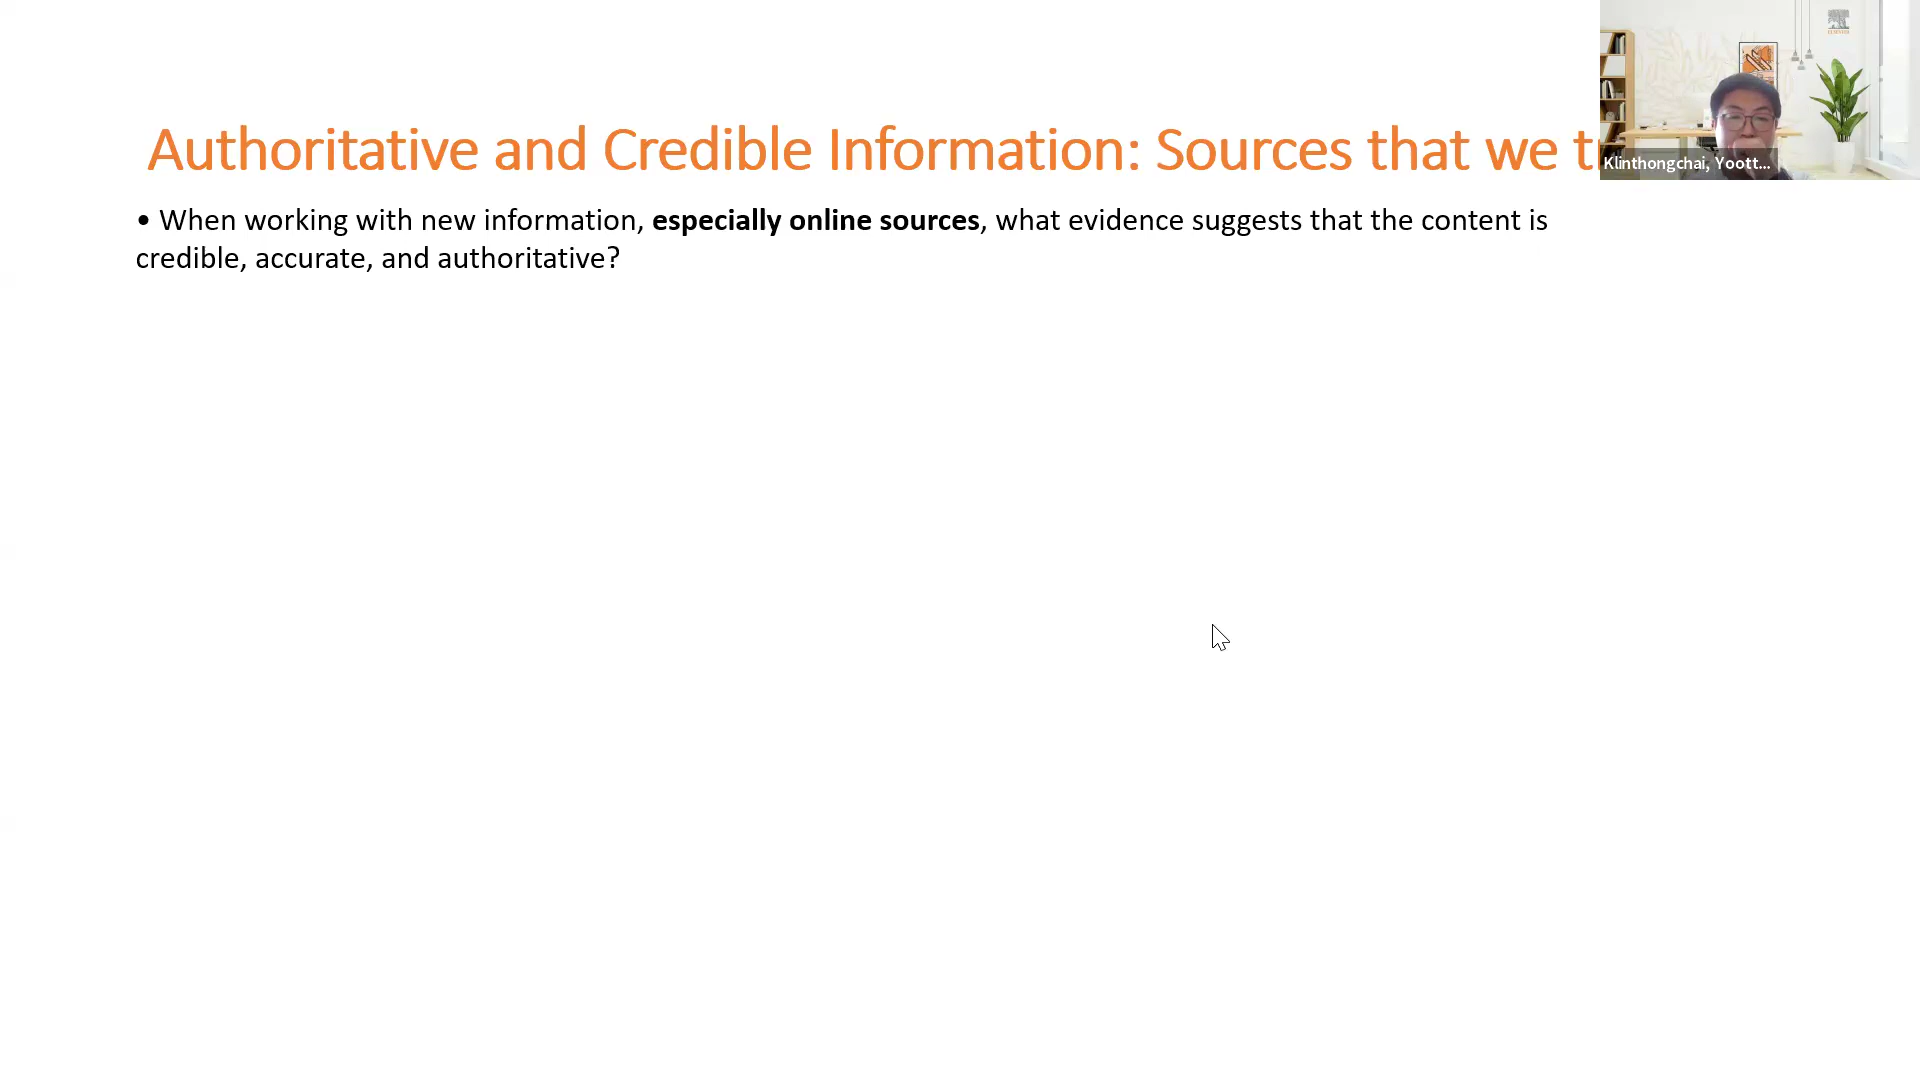 Authoritative and Credible Information: Sources that we
• When working with new information, especially online sources, what evidence suggests that the content is
credible, accurate, and authoritative?
Klinthongchai, Yoott...
ELSEVIER